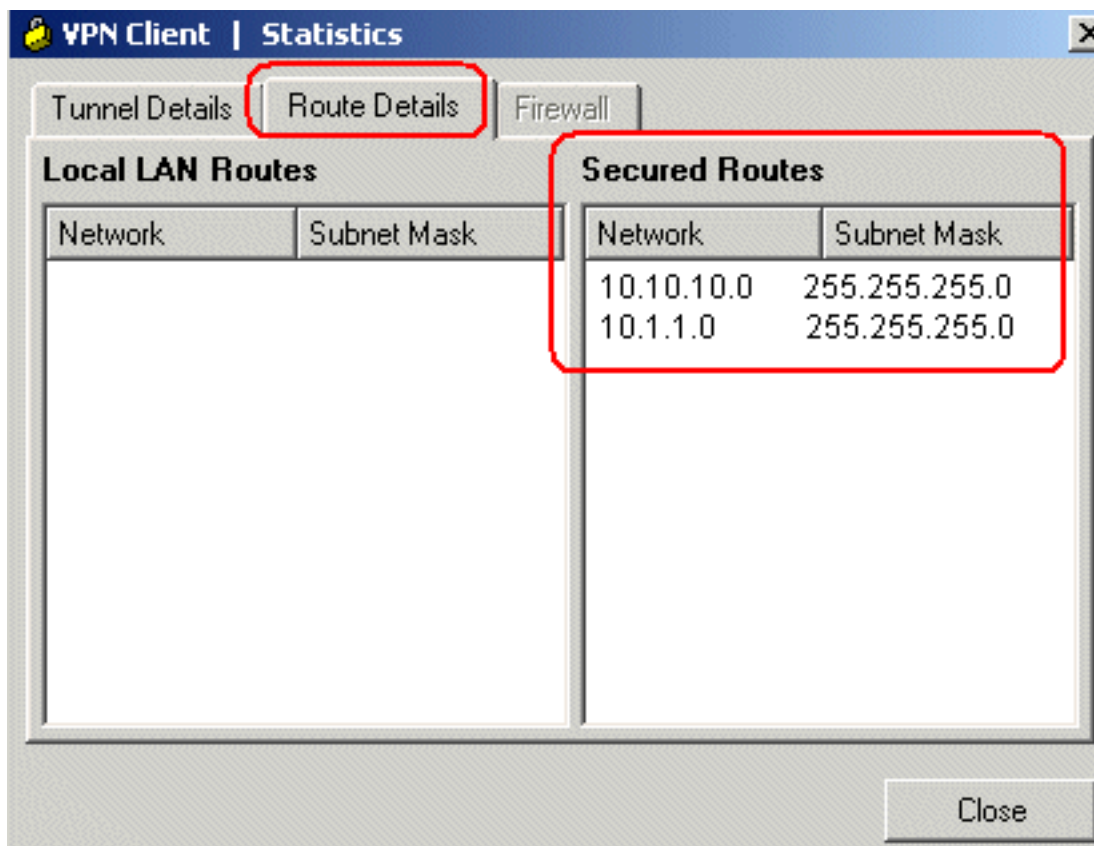 VPN Client | Statistics
Tunnel Details Route Details Firewall
Local LAN Routes Secured Routes
Network Subnet Mask Network Subnet Mask
10.10.10.0 255.255.255.0
10.1.1.0 255.255.255.0
Close